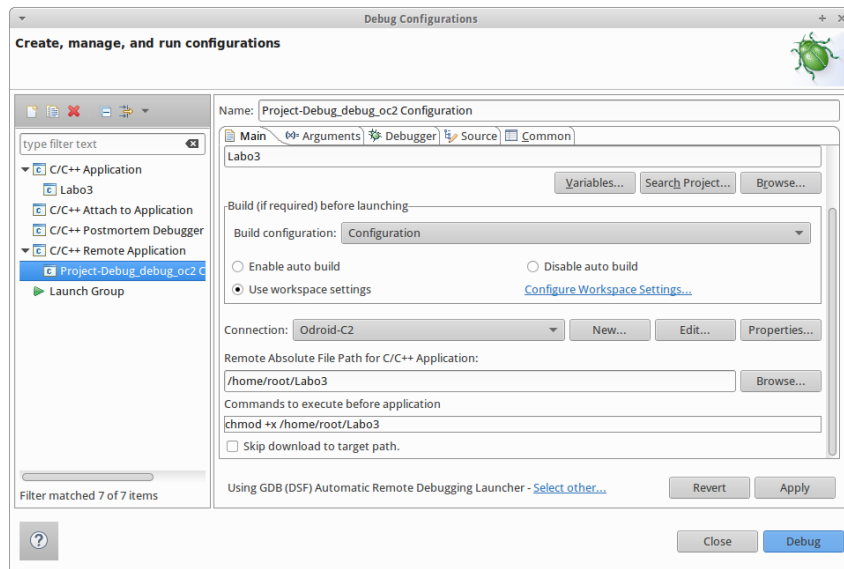 Debug Configurations
Create, manage, and run configurations
type filter text
C/C++ Application
Labo3
C/C++ Attach to Application
C/C++ Postmortem Debugger
C/C++ Remote Application
Project-Debug_debug_oc2 C
Launch Group
Filter matched 7 of 7 items
Name: Project-Debug_debug_oc2 Configuration
Main Arguments Debugger Source Common
Labo3
Variables... Search Project... Browse...
Build (if required) before launching
Build configuration: Configuration
Enable auto build Disable auto build
Use workspace settings Configure Workspace Settings...
Connection: Odroid-C2 New... Edit... Properties...
Remote Absolute File Path for C/C++ Application:
/home/root/Labo3 Browse...
Commands to execute before application
chmod +x /home/root/Labo3
Skip download to target path.
Using GDB (DSF) Automatic Remote Debugging Launcher - Select other... Revert Apply
Close Debug